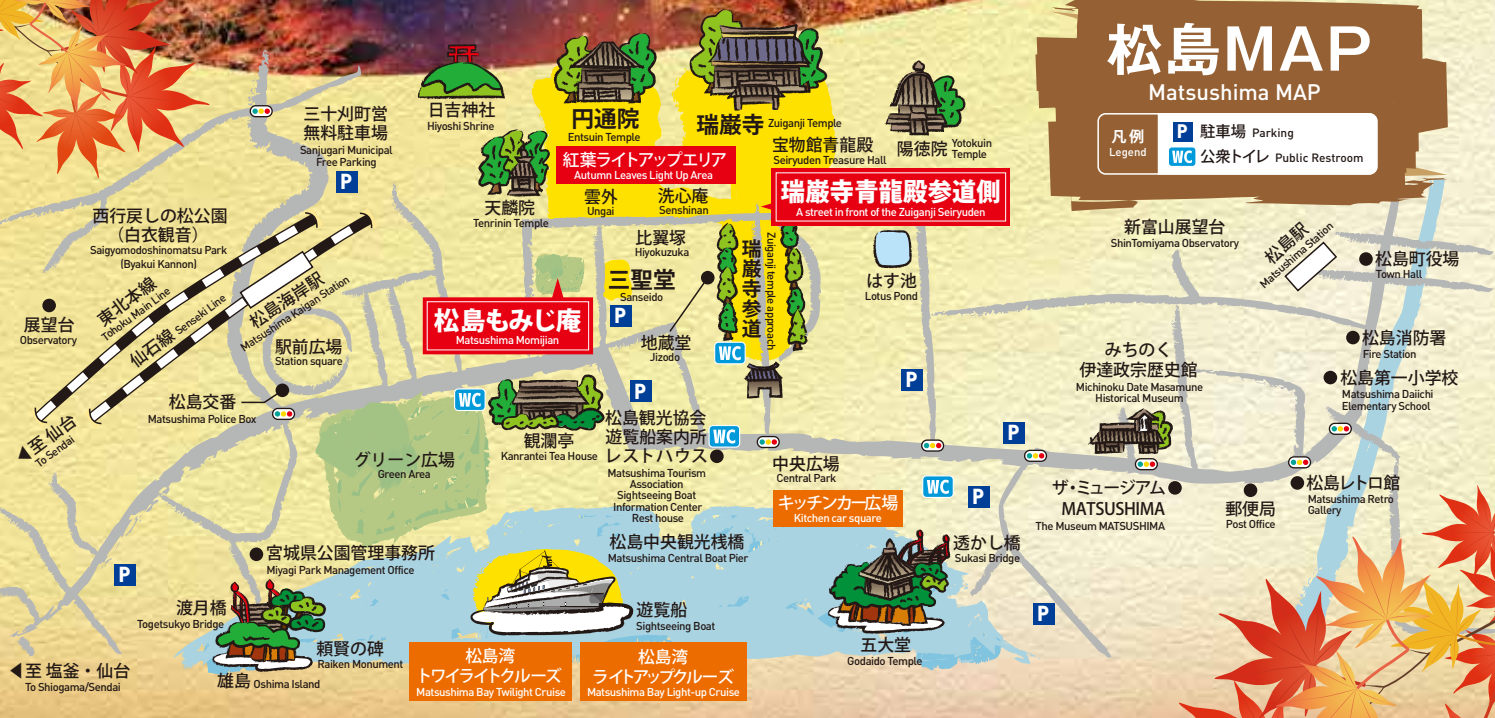 松島MAP
Matsushima MAP
凡例
Legend
P 駐車場 Parking
WC 公衆トイレ Public Restroom
日吉神社
Hiyoshi Shrine
円通院
Entsuin Temple
瑞巌寺 Zuiganji Temple
宝物館青龍殿
Seiryuden Treasure Hall
陽徳院 Yotokuin
Temple
三十刈町営
無料駐車場
Sanjugari Municipal
Free Parking
P
紅葉ライトアップエリア
Autumn Leaves Light Up Area
雲外
Ungai
洗心庵
Senshinan
天麟院
Tenrinin Temple
瑞巌寺青龍殿参道側
A street in front of the Zuiganji Seiryuden
西行戻しの松公園
（白衣観音）
Saigyomodoshinomatsu Park
(Byakui Kannon)
比翼塚
Hiyokuzuka
三聖堂
Sanseido
P
瑞巌寺参道
Zuiganji temple approach
はす池
Lotus Pond
新富山展望台
ShinTomiyama Observatory
松島駅
Matsushima Station
松島町役場
Town Hall
展望台
Observatory
東北本線
Tohoku Main Line
仙石線 Senseki Line
松島海岸駅
Matsushima Kaigan Station
駅前広場
Station square
松島もみじ庵
Matsushima Momijian
地蔵堂
Jizodo
WC
松島消防署
Fire Station
みちのく
伊達政宗歴史館
Michinoku Date Masamune
Historical Museum
松島第一小学校
Matsushima Daiichi
Elementary School
松島交番
Matsushima Police Box
WC
P
P
▲至 仙台
To Sendai
グリーン広場
Green Area
観瀾亭
Kanrantei Tea House
松島観光協会
遊覧船案内所
レストハウス
Matsushima Tourism
Association
Sightseeing Boat
Information Center
Rest house
WC
中央広場
Central Park
キッチンカー広場
Kitchen car square
WC
P
P
ザ・ミュージアム
MATSUSHIMA
The Museum MATSUSHIMA
郵便局
Post Office
松島レトロ館
Matsushima Retro
Gallery
宮城県公園管理事務所
Miyagi Park Management Office
松島中央観光桟橋
Matsushima Central Boat Pier
透かし橋
Sukasi Bridge
P
渡月橋
Togetsukyo Bridge
頼賢の碑
Raiken Monument
雄島 Oshima Island
遊覧船
Sightseeing Boat
五大堂
Godaido Temple
P
◀至 塩釜・仙台
To Shiogama/Sendai
松島湾
トワイライトクルーズ
Matsushima Bay Twilight Cruise
松島湾
ライトアップクルーズ
Matsushima Bay Light-up Cruise